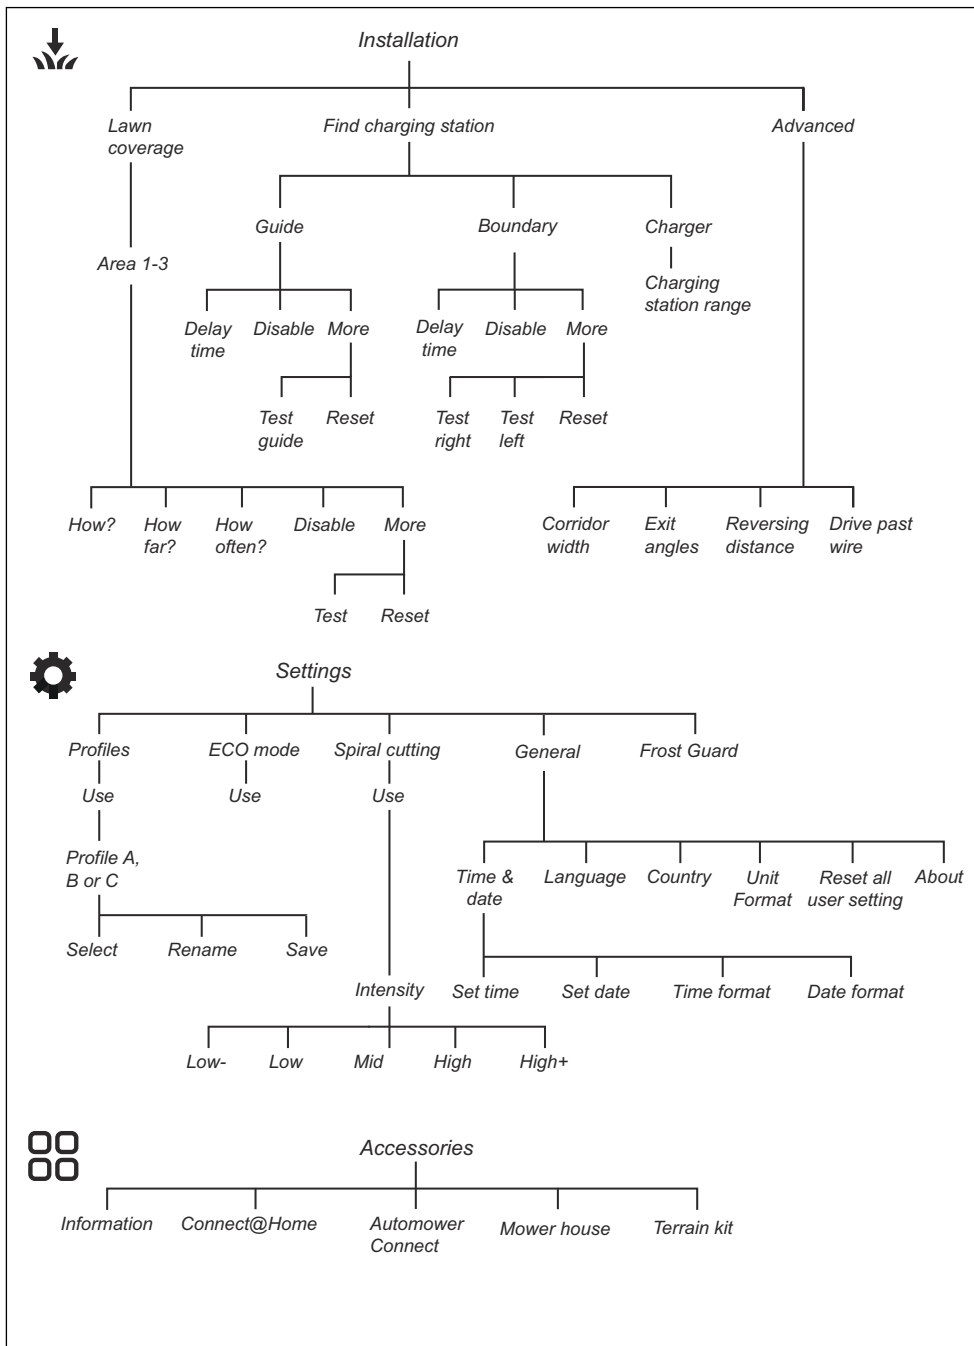 Installation
Lawn
coverage
Find charging station
Advanced
Guide
Boundary
Charger
Area 1-3
Charging
station range
Delay
time
Disable
More
Delay
time
Disable
More
Test
guide
Reset
Test
right
Test
left
Reset
How?
How
far?
How
often?
Disable
More
Corridor
width
Exit
angles
Reversing
distance
Drive past
wire
Test
Reset
Settings
Profiles
ECO mode
Spiral cutting
General
Frost Guard
Use
Use
Use
Profile A,
B or C
Time &
date
Language
Country
Unit
Format
Reset all
user setting
About
Select
Rename
Save
Intensity
Set time
Set date
Time format
Date format
Low-
Low
Mid
High
High+
Accessories
Information
Connect@Home
Automower
Connect
Mower house
Terrain kit